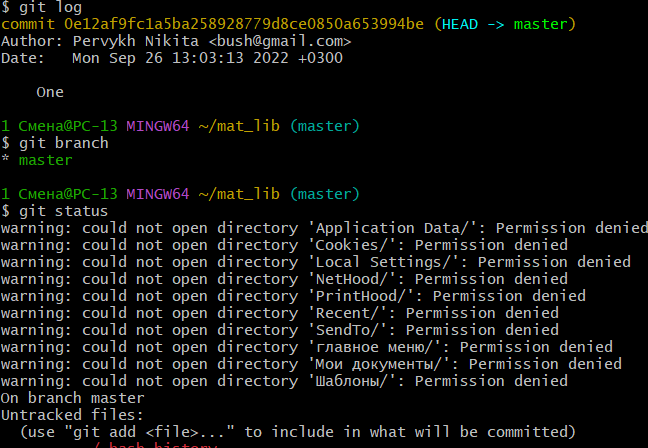 $ git log
commit 0e12af9fc1a5ba258928779d8ce0850a653994be (HEAD -> master)
Author: Pervykh Nikita <bush@gmail.com>
Date:   Mon Sep 26 13:03:13 2022 +0300
    One
1 Смена@PC-13 MINGW64 ~/mat_lib (master)
$ git branch
* master
1 Смена@PC-13 MINGW64 ~/mat_lib (master)
$ git status
warning: could not open directory 'Application Data/': Permission denied
warning: could not open directory 'Cookies/': Permission denied
warning: could not open directory 'Local Settings/': Permission denied
warning: could not open directory 'NetHood/': Permission denied
warning: could not open directory 'PrintHood/': Permission denied
warning: could not open directory 'Recent/': Permission denied
warning: could not open directory 'SendTo/': Permission denied
warning: could not open directory 'главное меню/': Permission denied
warning: could not open directory 'Мои документы/': Permission denied
warning: could not open directory 'Шаблоны/': Permission denied
On branch master
Untracked files:
  (use "git add <file>..." to include in what will be committed)